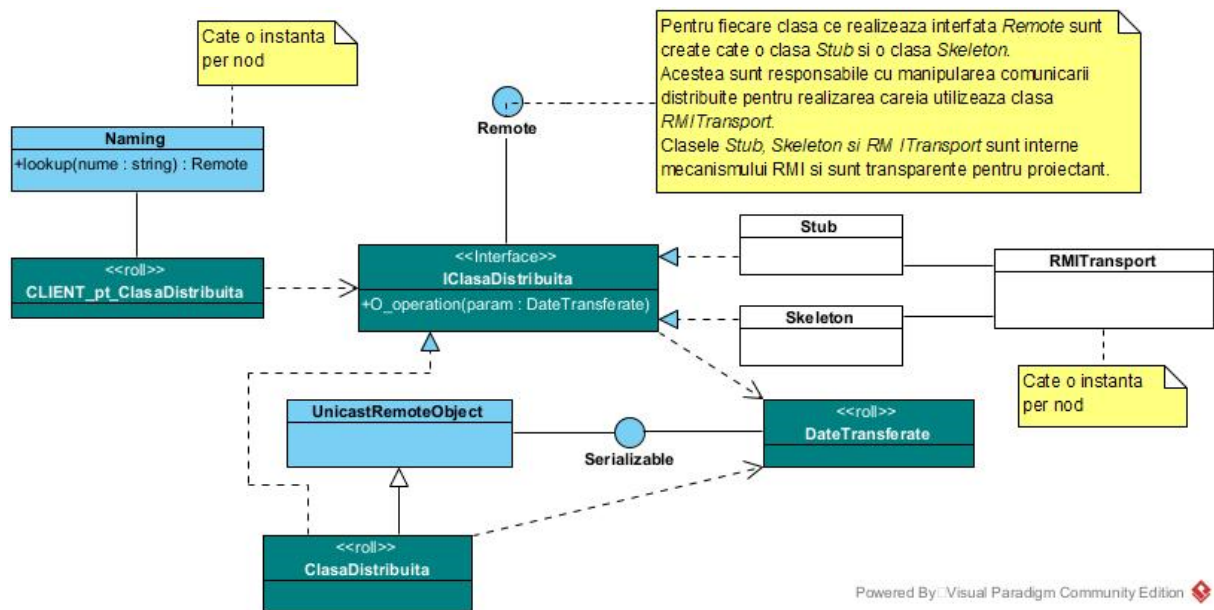 Cate o instanta
per nod
Pentru fiecare clasa ce realizeaza interfata Remote sunt
create cate o clasa Stub si o clasa Skeleton.
Acestea sunt responsabile cu manipularea comunicarii
distribuite pentru realizarea careia utilizeaza clasa
RMITransport.
Clasele Stub, Skeleton si RM ITransport sunt interne
mecanismului RMI si sunt transparente pentru proiectant.
Remote
Naming
+lookup(nume : string) : Remote
<<roll>>
CLIENT_pt_ClasaDistribuita
<<Interface>>
IClasaDistribuita
+O_operation(param : DateTransferate)
Stub
Skeleton
RMITransport
Cate o instanta
per nod
UnicastRemoteObject
Serializable
<<roll>>
DateTransferate
<<roll>>
ClasaDistribuita
Powered By Visual Paradigm Community Edition